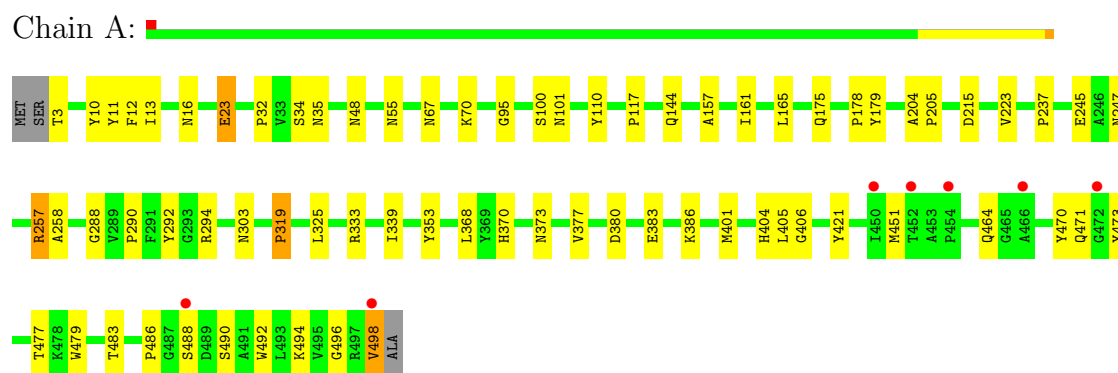 Chain A:
MET SER T3 Y10 Y11 F12 I13 N16 E23 P32 V33 S34 N35 N48 N55 N67 K70 G95 S100 N101 Y110 P117 Q144 A157 I161 L165 Q175 P178 Y179 A204 P205 D215 V223 P237 E245 A246 N247
R257 A258 G288 V289 P290 F291 Y292 G293 R294 N303 P319 L325 R333 I339 Y353 L368 Y369 H370 N373 V377 D380 E383 K386 M401 H404 L405 G406 Y421 I450 M451 T452 A453 P454 Q464 G465 A466 Y470 Q471 G472 Y473
T477 K478 W479 T483 P486 G487 S488 D489 S490 A491 W492 L493 K494 V495 G496 R497 V498 ALA